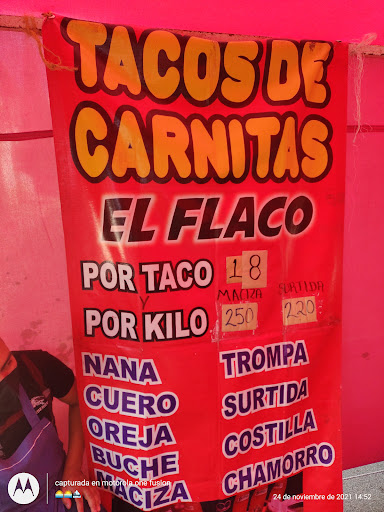 TACOS DE
CARNITAS
EL FLACO
POR TACO 18
Y
MACIZA SURTIDA
POR KILO 250 220
NANA TROMPA
CUERO SURTIDA
OREJA COSTILLA
BUCHE CHAMORRO
MACIZA
capturada en motorola one fusion
24 de noviembre de 2021 14:52